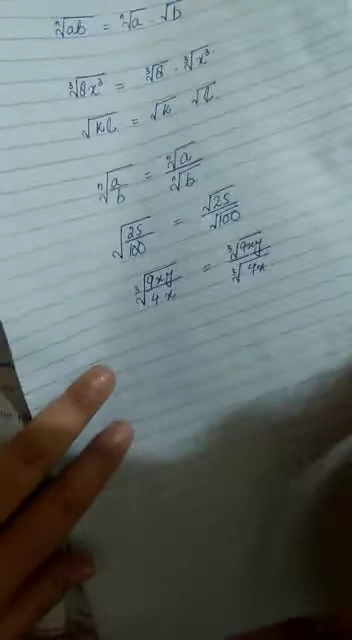 ⁿ√ab = ⁿ√a · √b
³√8x³ = ³√8 · ³√x³
√kl = √k · √l
ⁿ√(a/b) = ⁿ√a / ⁿ√b
√(25/100) = √25 / √100
³√(9xy/4x) = ³√9xy / ³√4x